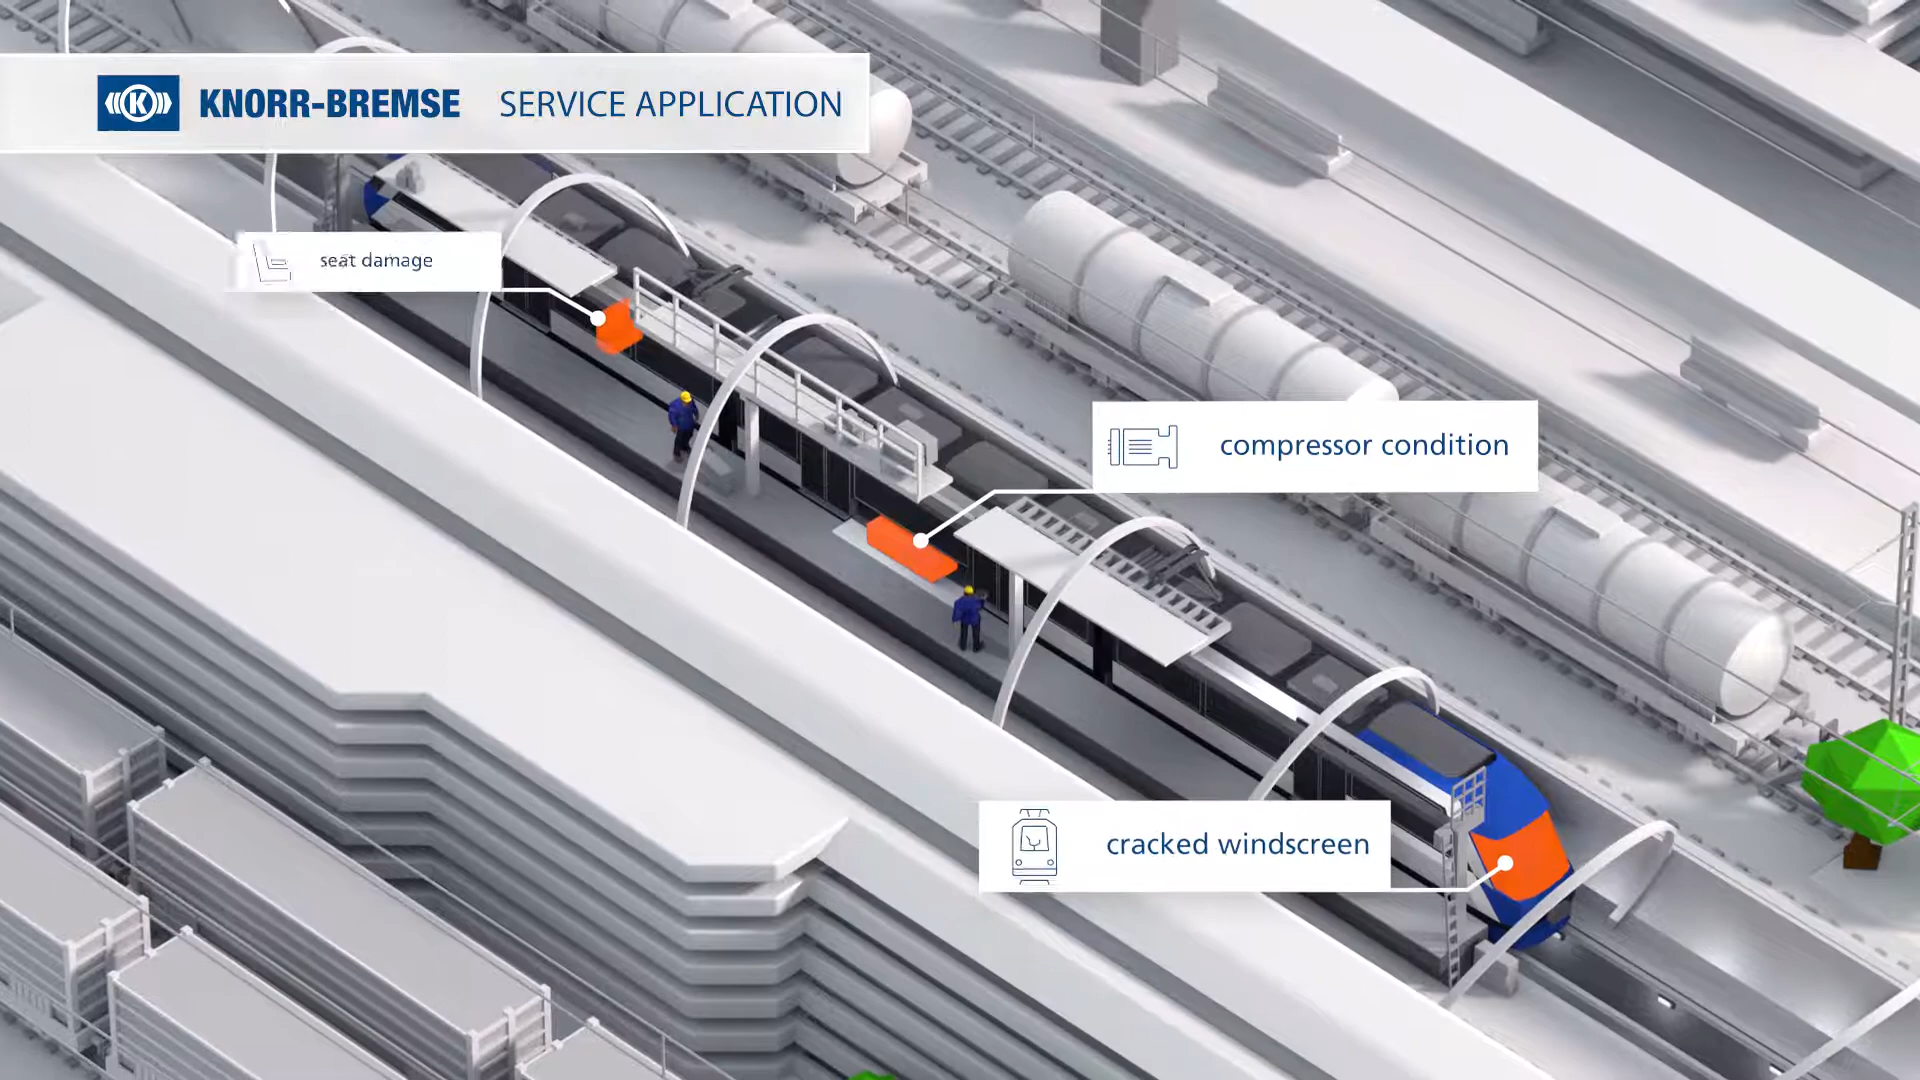 KNORR-BREMSE SERVICE APPLICATION
seat damage
compressor condition
cracked windscreen